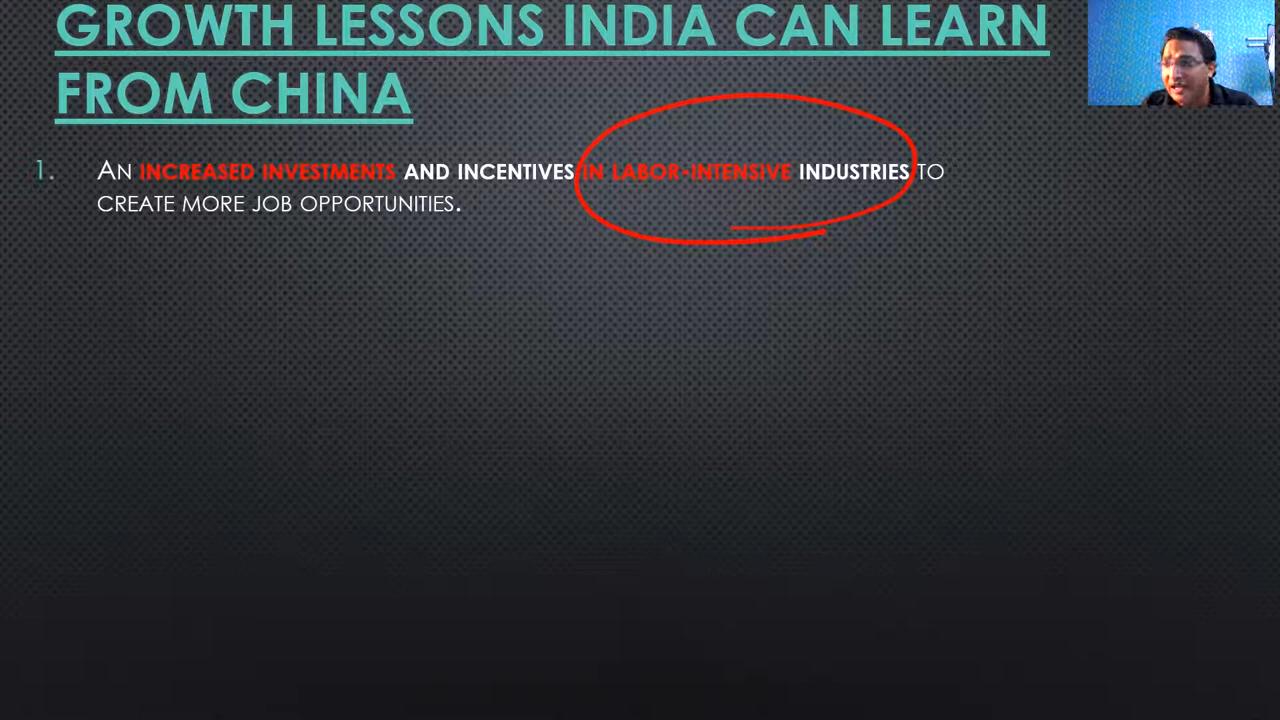 GROWTH LESSONS INDIA CAN LEARN
FROM CHINA
1. AN INCREASED INVESTMENTS AND INCENTIVES IN LABOR-INTENSIVE INDUSTRIES TO
CREATE MORE JOB OPPORTUNITIES.